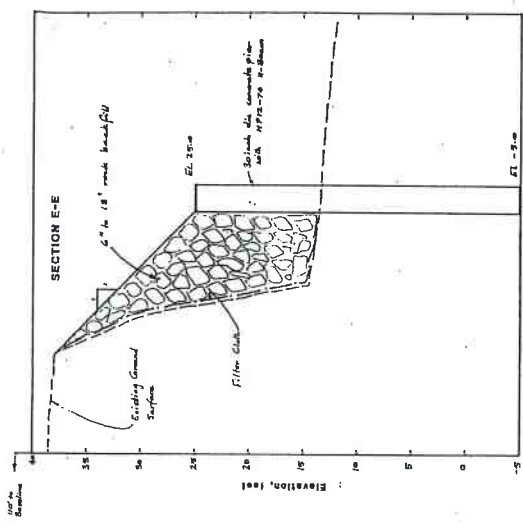 SECTION E-E
6" to 18" rock backfill
EL 25.0
30 inch dia concrete pier
with HP12-70 H-Beam
Existing Ground
Surface
Filter Cloth
EL -5.0
Elevation, feet
40
35
30
25
20
15
10
5
0
-5
Baseline